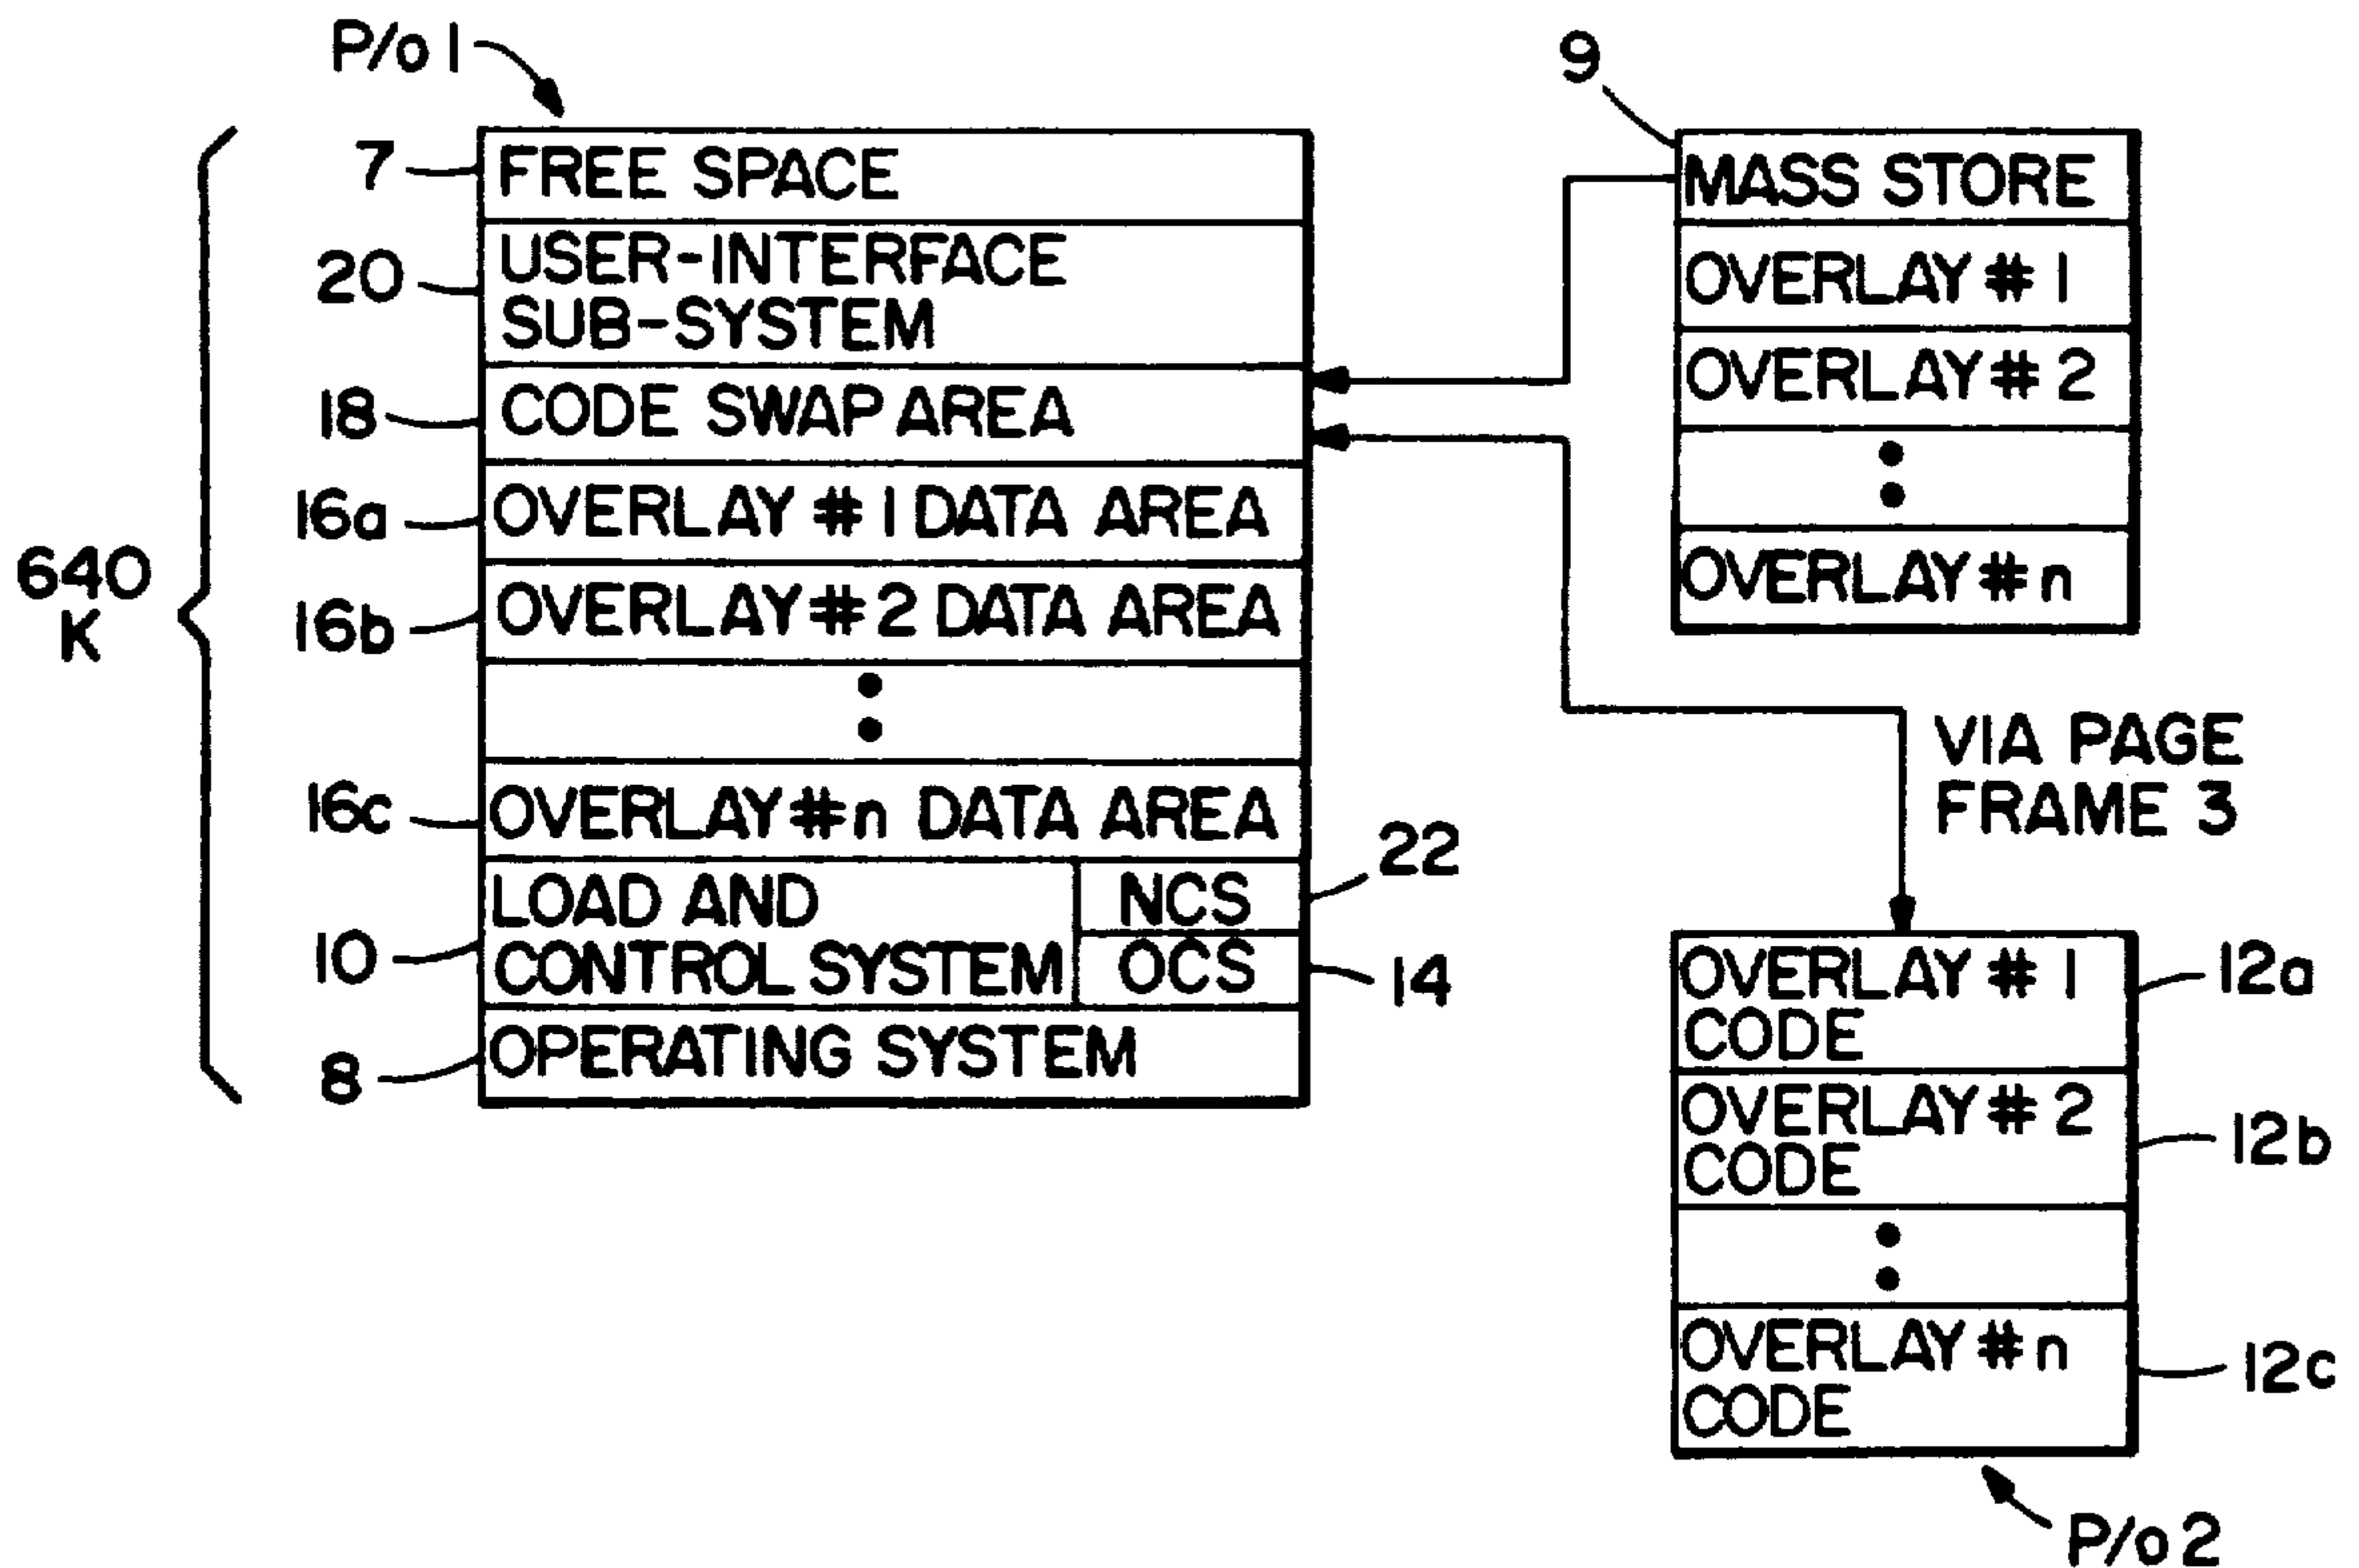 P/o 1
640
K
7
FREE SPACE
20
USER-INTERFACE
SUB-SYSTEM
18
CODE SWAP AREA
16a
OVERLAY # 1 DATA AREA
16b
OVERLAY # 2 DATA AREA
16c
OVERLAY #n DATA AREA
10
LOAD AND
CONTROL SYSTEM
NCS
22
OCS
14
8
OPERATING SYSTEM
9
MASS STORE
OVERLAY # 1
OVERLAY # 2
OVERLAY #n
VIA PAGE
FRAME 3
OVERLAY # 1
CODE
12a
OVERLAY # 2
CODE
12b
OVERLAY #n
CODE
12c
P/o 2